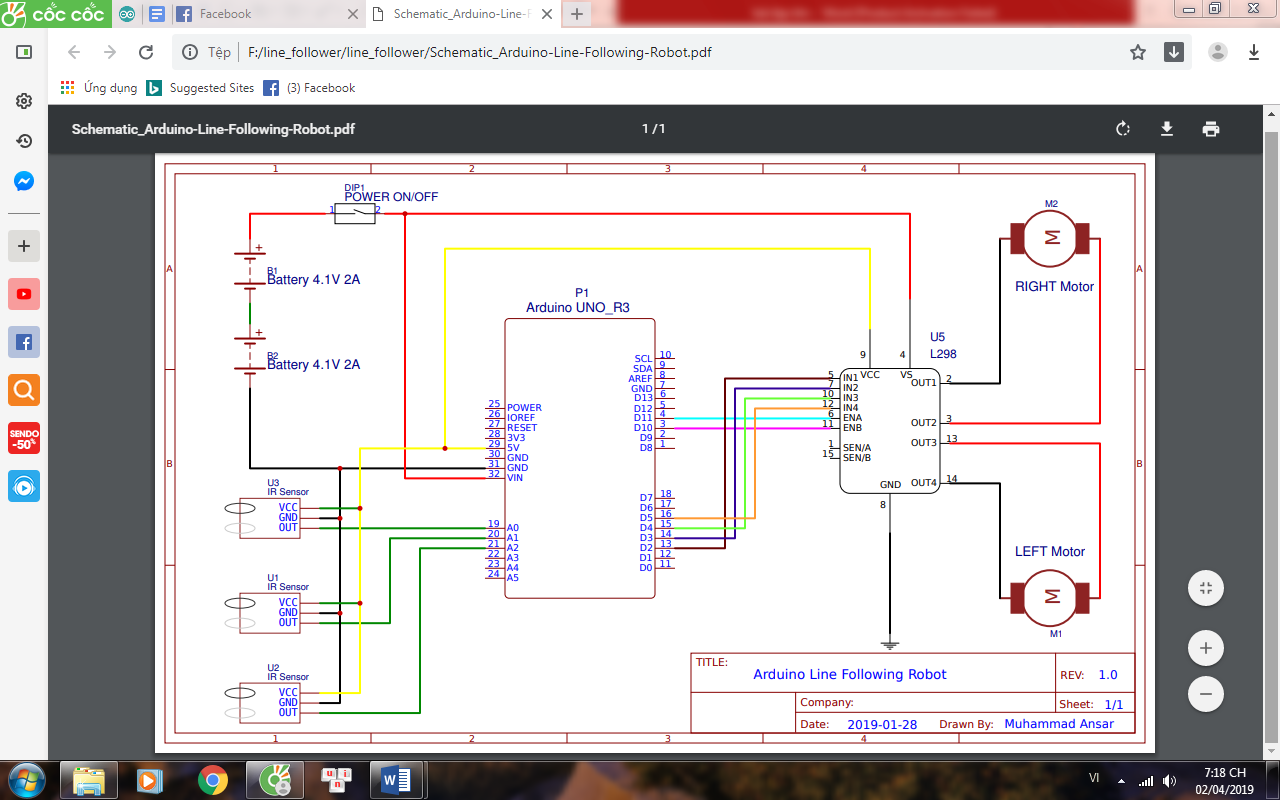 cốc cốc
Facebook
Schematic_Arduino-Line-F
Tệp
F:/line_follower/line_follower/Schematic_Arduino-Line-Following-Robot.pdf
Ứng dụng
Suggested Sites
(3) Facebook
Schematic_Arduino-Line-Following-Robot.pdf
1 / 1
1 2 3 4
A
B
A
B
DIP1
POWER ON/OFF
1 2
+
B1
Battery 4.1V 2A
+
B2
Battery 4.1V 2A
P1
Arduino UNO_R3
25 POWER
26 IOREF
27 RESET
28 3V3
29 5V
30 GND
31 GND
32 VIN
19 A0
20 A1
21 A2
22 A3
23 A4
24 A5
SCL 10
SDA 9
AREF 8
GND 7
D13 6
D12 5
D11 4
D10 3
D9 2
D8 1
D7 18
D6 17
D5 16
D4 15
D3 14
D2 13
D1 12
D0 11
U3
IR Sensor
VCC
GND
OUT
U1
IR Sensor
VCC
GND
OUT
U2
IR Sensor
VCC
GND
OUT
U5
L298
9 4
VCC VS
5 IN1
7 IN2
10 IN3
12 IN4
6 ENA
11 ENB
1 SEN/A
15 SEN/B
OUT1 2
OUT2 3
OUT3 13
OUT4 14
GND
8
M2
M
RIGHT Motor
LEFT Motor
M
M1
TITLE:
Arduino Line Following Robot
REV: 1.0
Company:
Sheet: 1/1
Date: 2019-01-28 Drawn By: Muhammad Ansar
1 2 3 4
SENDO
-50%
VI
7:18 CH
02/04/2019